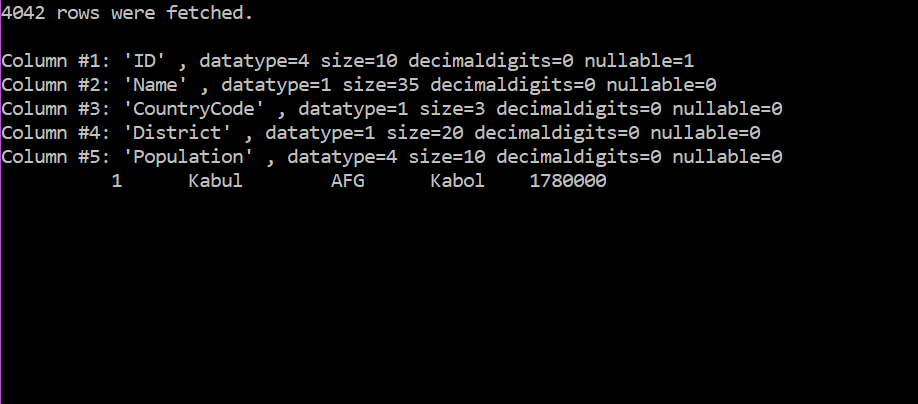 4042 rows were fetched.
Column #1: 'ID' , datatype=4 size=10 decimaldigits=0 nullable=1
Column #2: 'Name' , datatype=1 size=35 decimaldigits=0 nullable=0
Column #3: 'CountryCode' , datatype=1 size=3 decimaldigits=0 nullable=0
Column #4: 'District' , datatype=1 size=20 decimaldigits=0 nullable=0
Column #5: 'Population' , datatype=4 size=10 decimaldigits=0 nullable=0
1 Kabul AFG Kabol 1780000